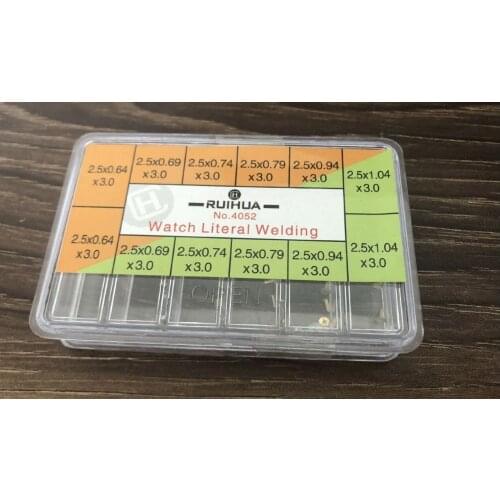 2.5x0.64 x3.0
2.5x0.69 x3.0
2.5x0.74 x3.0
2.5x0.79 x3.0
2.5x0.94 x3.0
2.5x1.04 x3.0
RUIHUA
No.4052
Watch Literal Welding
2.5x0.64 x3.0
2.5x0.69 x3.0
2.5x0.74 x3.0
2.5x0.79 x3.0
2.5x0.94 x3.0
2.5x1.04 x3.0
OPEN